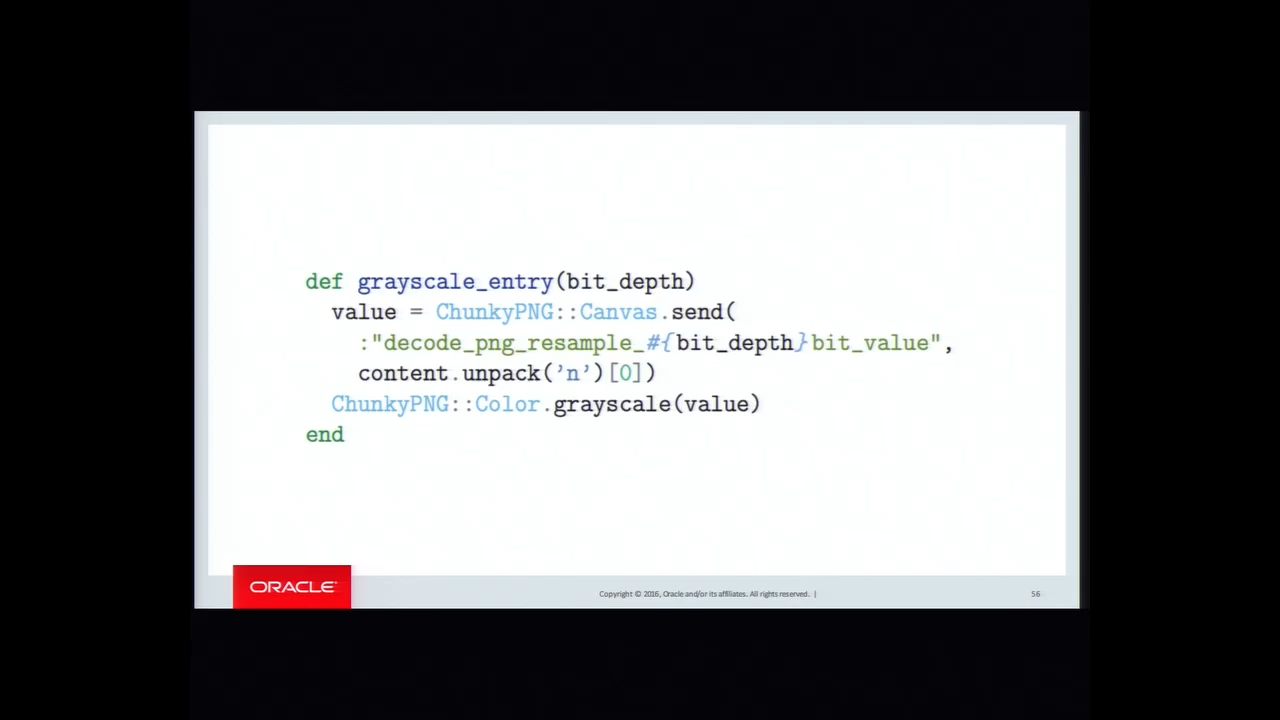 def grayscale_entry(bit_depth)
  value = ChunkyPNG::Canvas.send(
    :"decode_png_resample_#{bit_depth}bit_value",
    content.unpack('n')[0])
  ChunkyPNG::Color.grayscale(value)
end
ORACLE
Copyright © 2016, Oracle and/or its affiliates. All rights reserved. |
56